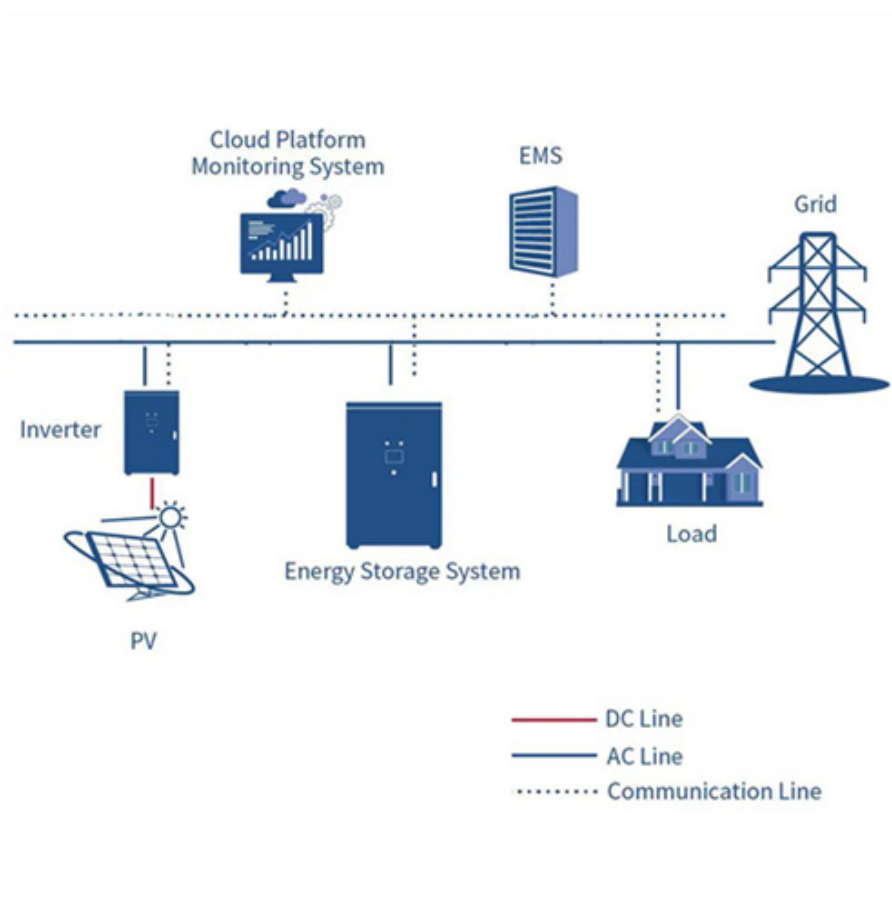 Cloud Platform
Monitoring System
EMS
Grid
Inverter
Load
Energy Storage System
PV
DC Line
AC Line
Communication Line